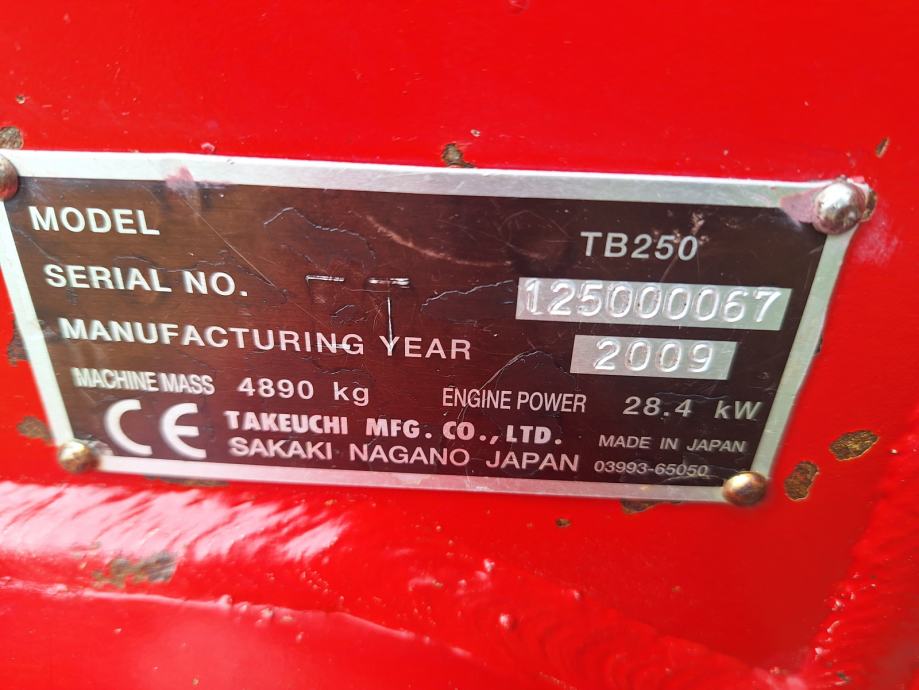 MODEL TB250
SERIAL NO. 125000067
MANUFACTURING YEAR 2009
MACHINE MASS 4890 kg ENGINE POWER 28.4 kW
CE TAKEUCHI MFG. CO.,LTD. MADE IN JAPAN
SAKAKI NAGANO JAPAN 03993-65050